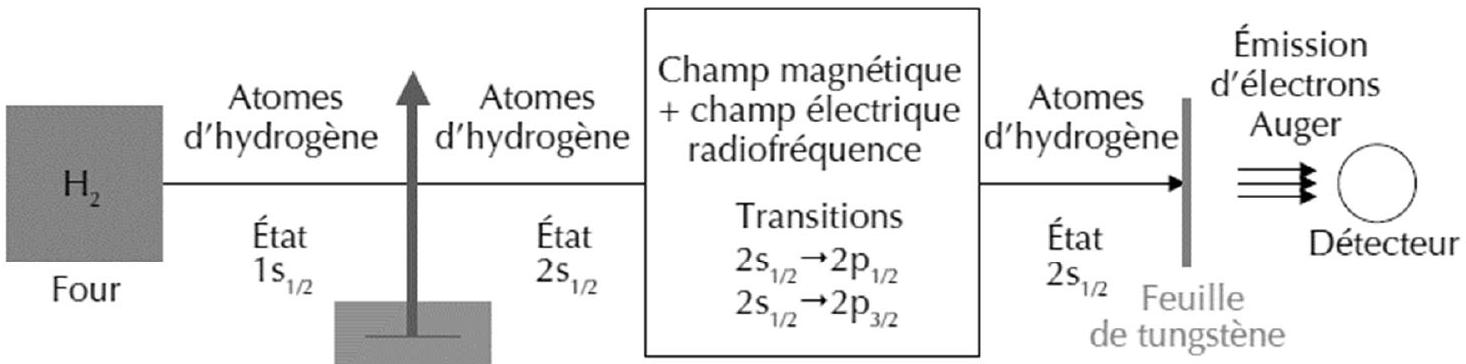 H₂
Four
Atomes
d'hydrogène
État
1s₁/₂
Atomes
d'hydrogène
État
2s₁/₂
Champ magnétique
+ champ électrique
radiofréquence
Transitions
2s₁/₂→2p₁/₂
2s₁/₂→2p₃/₂
Atomes
d'hydrogène
État
2s₁/₂
Feuille
de tungstène
Émission
d'électrons
Auger
Détecteur